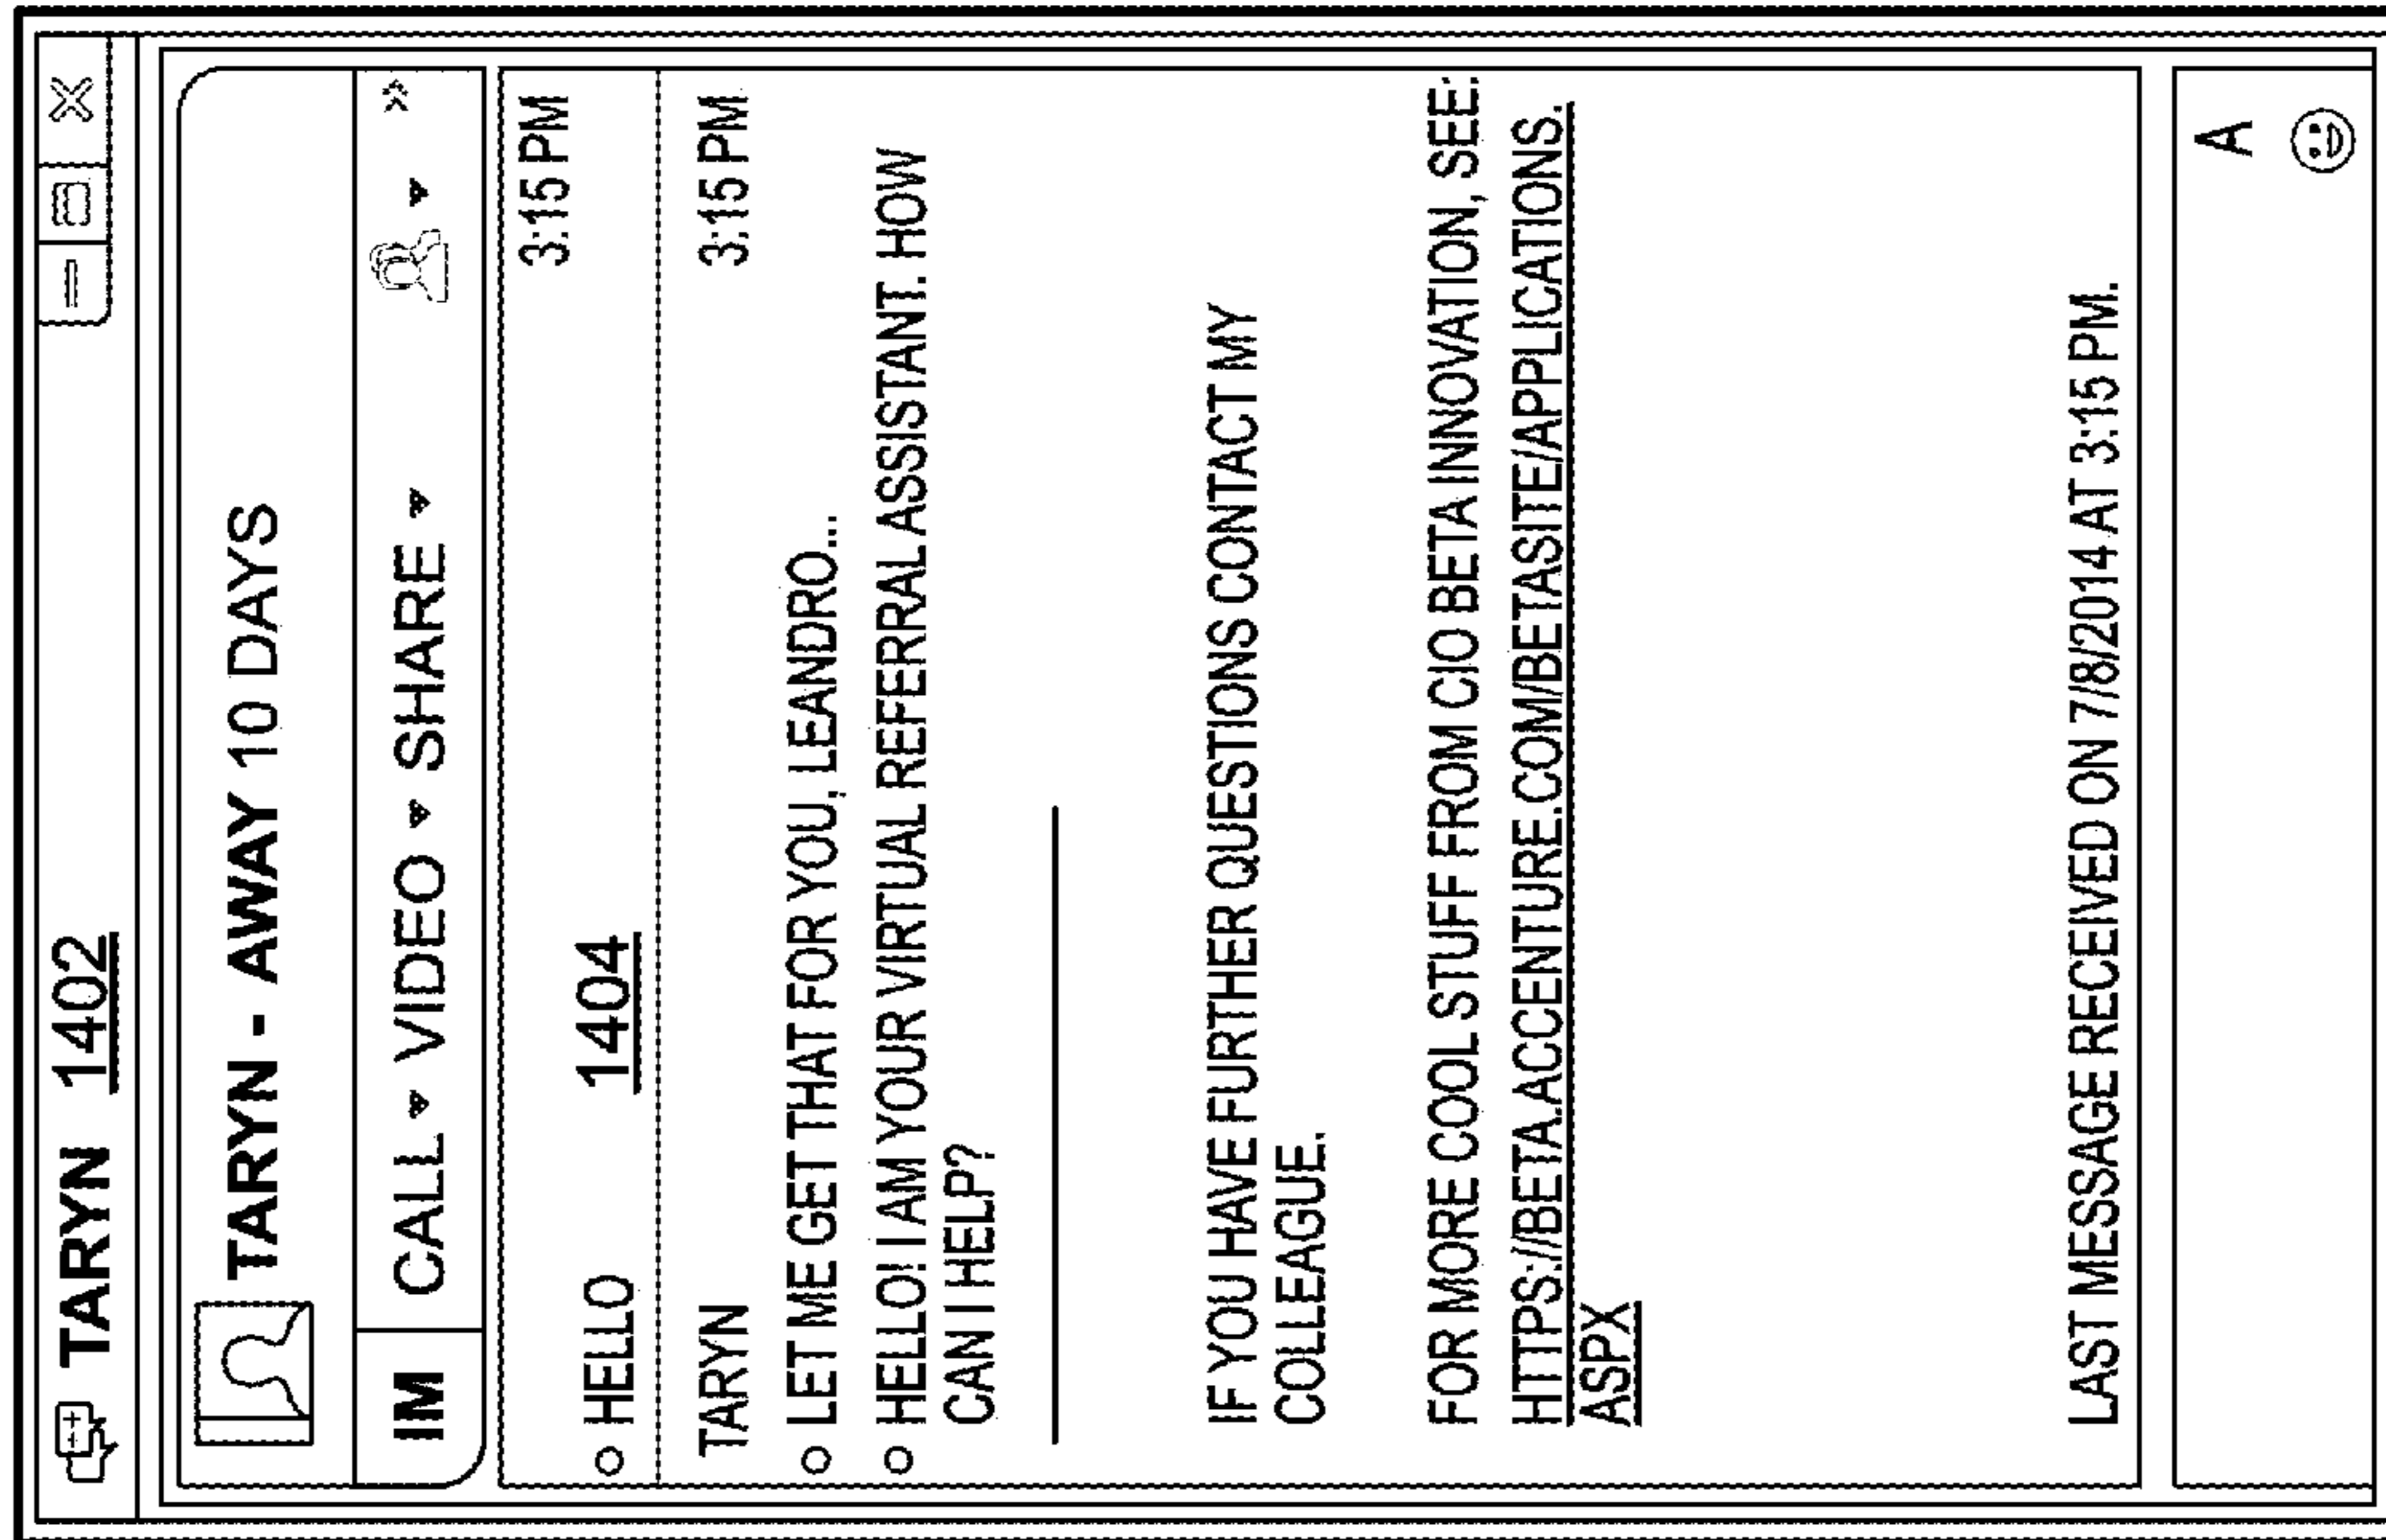 TARYN 1402
TARYN - AWAY 10 DAYS
IM CALL VIDEO SHARE
3:15 PM
HELLO 1404
TARYN 3:15 PM
LET ME GET THAT FOR YOU, LEANDRO...
HELLO! I AM YOUR VIRTUAL REFERRAL ASSISTANT. HOW
CAN I HELP?
IF YOU HAVE FURTHER QUESTIONS CONTACT MY
COLLEAGUE.
FOR MORE COOL STUFF FROM CIO BETA INNOVATION, SEE:
HTTPS://BETA.ACCENTURE.COM/BETASITE/APPLICATIONS.
ASPX
LAST MESSAGE RECEIVED ON 7/8/2014 AT 3:15 PM.
A